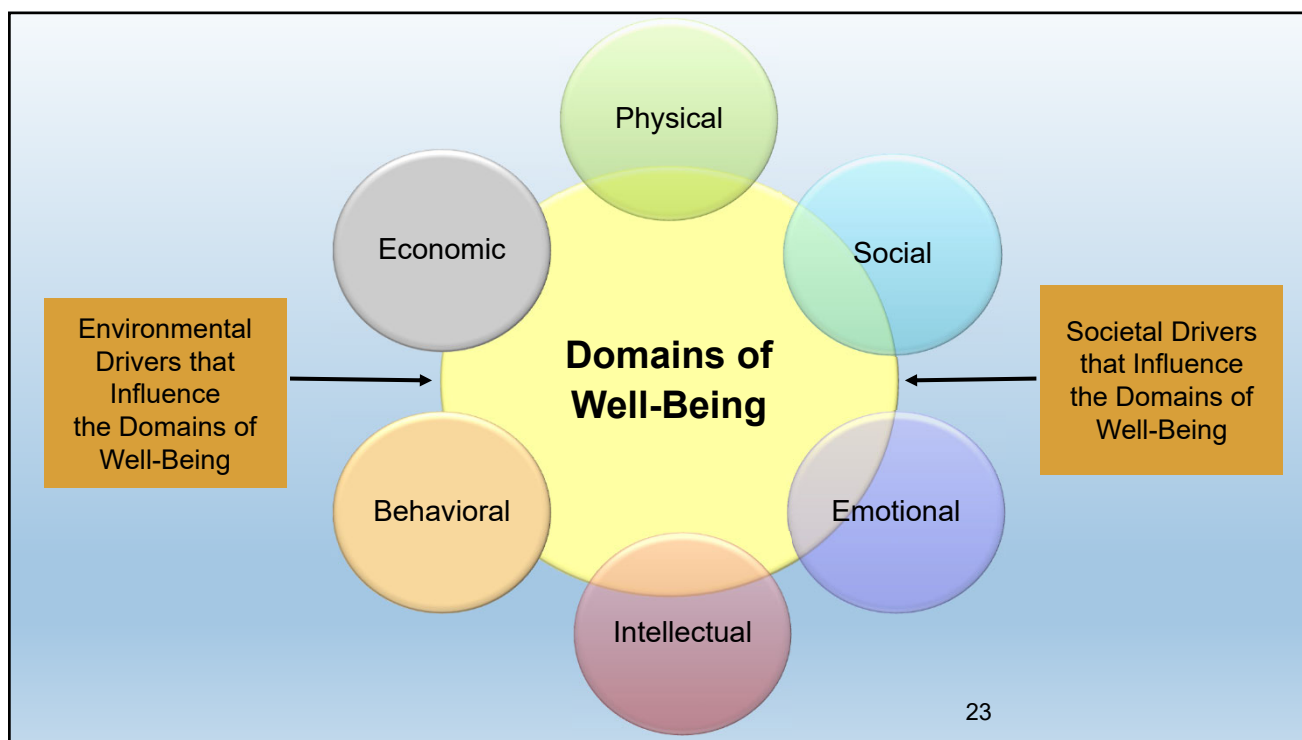 Physical
Economic
Social
Environmental
Drivers that
Influence
the Domains of
Well-Being
Domains of
Well-Being
Societal Drivers
that Influence
the Domains of
Well-Being
Behavioral
Emotional
Intellectual
23